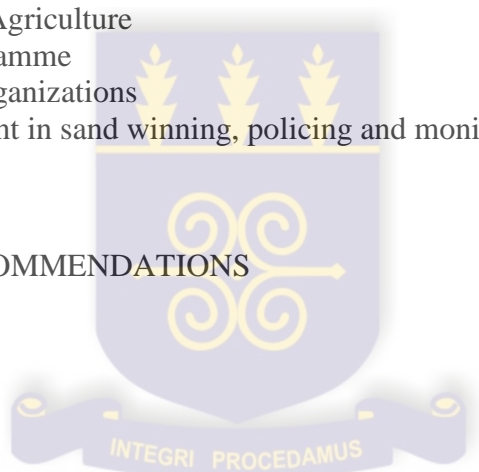 Agriculture
amme
ganizations
nt in sand winning, policing and moni
OMMENDATIONS
INTEGRI PROCEDAMUS